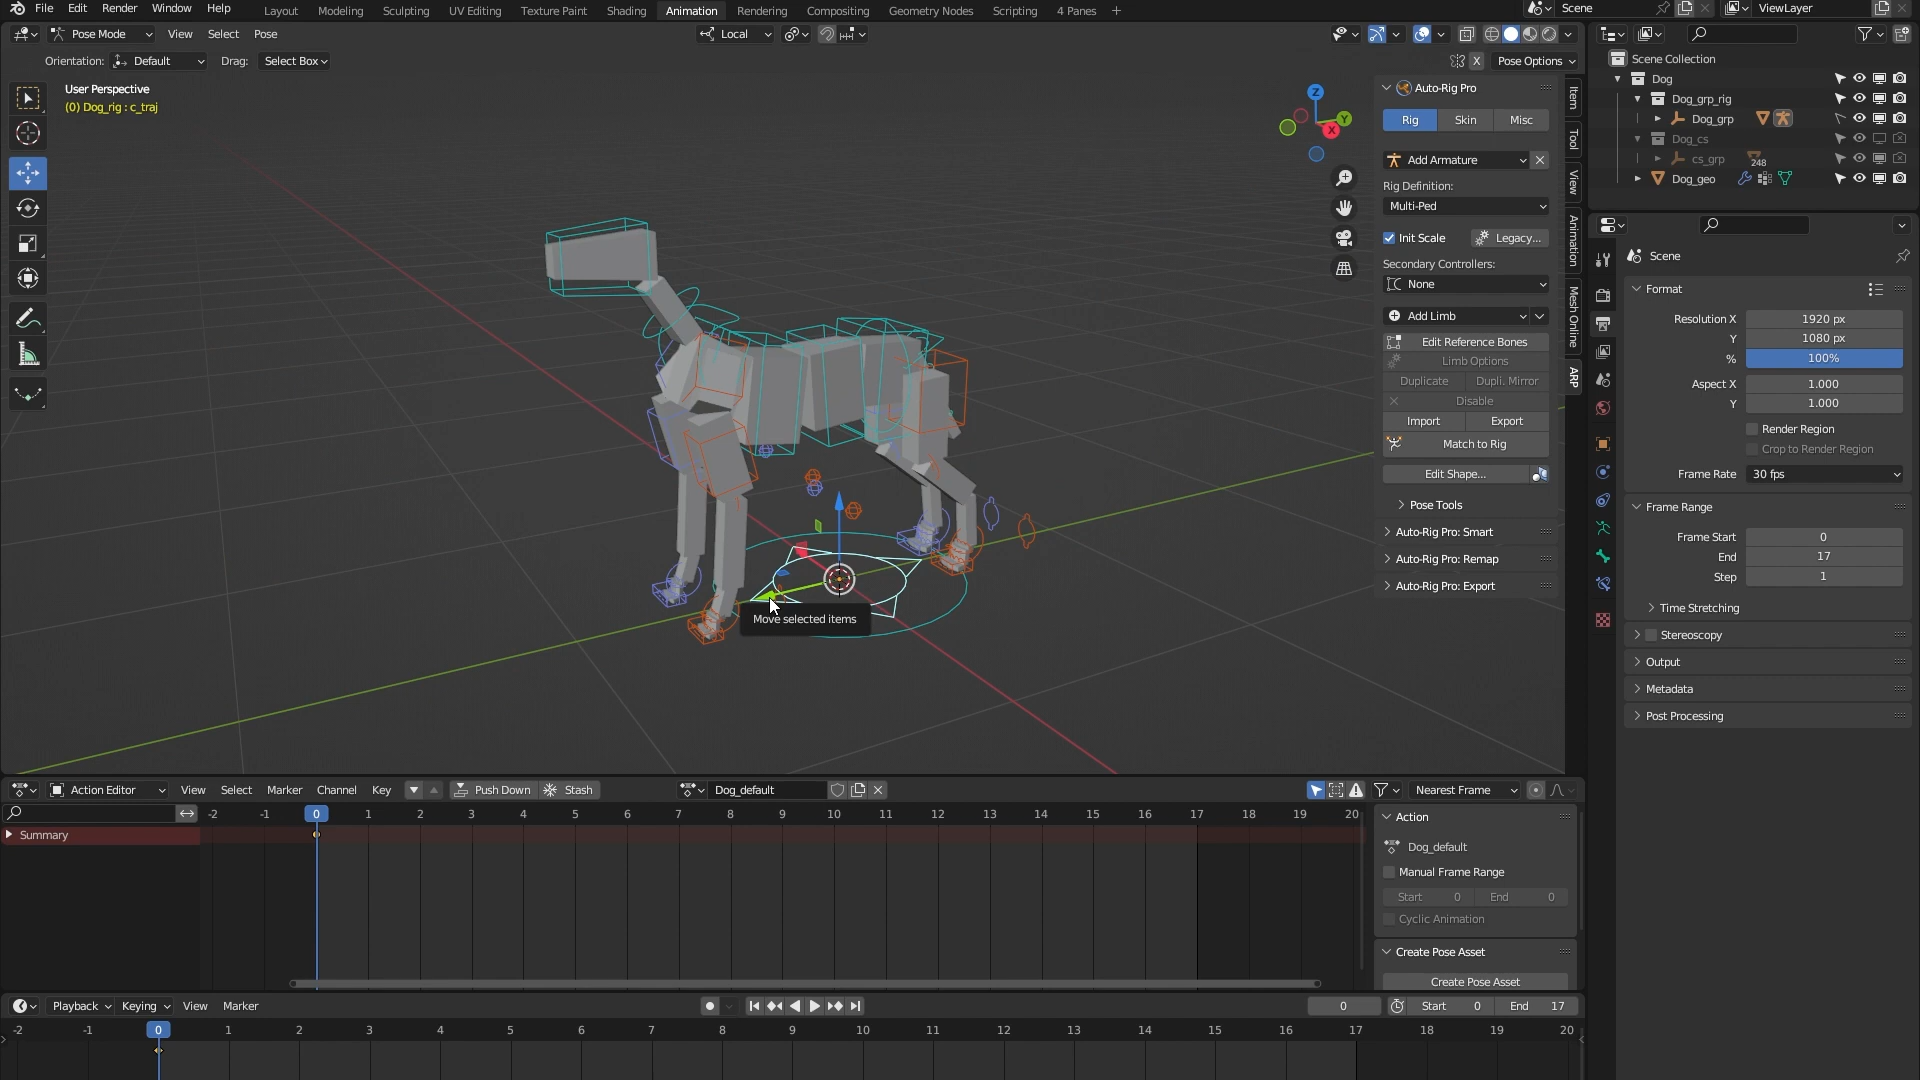 File Edit Render Window Help Layout Modeling Sculpting UV Editing Texture Paint Shading Animation Rendering Compositing Geometry Nodes Scripting 4 Panes + Scene ViewLayer
Pose Mode View Select Pose Local
Orientation: Default Drag: Select Box X Pose Options
User Perspective
(0) Dog_rig : c_traj
Z
Y
X
Move selected items
Auto-Rig Pro
Rig Skin Misc
Add Armature
Rig Definition:
Multi-Ped
Init Scale Legacy...
Secondary Controllers:
None
Add Limb
Edit Reference Bones
Limb Options
Duplicate Dupli. Mirror
Disable
Import Export
Match to Rig
Edit Shape...
Pose Tools
Auto-Rig Pro: Smart
Auto-Rig Pro: Remap
Auto-Rig Pro: Export
Item
Tool
View
Animation
Mesh Online
ARP
Scene Collection
Dog
Dog_grp_rig
Dog_grp
Dog_cs
cs_grp 248
Dog_geo
Scene
Format
Resolution X 1920 px
Y 1080 px
% 100%
Aspect X 1.000
Y 1.000
Render Region
Crop to Render Region
Frame Rate 30 fps
Frame Range
Frame Start 0
End 17
Step 1
Time Stretching
Stereoscopy
Output
Metadata
Post Processing
Action Editor View Select Marker Channel Key Push Down Stash Dog_default Nearest Frame
-2 -1 0 1 2 3 4 5 6 7 8 9 10 11 12 13 14 15 16 17 18 19 20
Summary
Action
Dog_default
Manual Frame Range
Start 0 End 0
Cyclic Animation
Create Pose Asset
Create Pose Asset
Playback Keying View Marker 0 Start 0 End 17
-2 -1 0 1 2 3 4 5 6 7 8 9 10 11 12 13 14 15 16 17 18 19 20